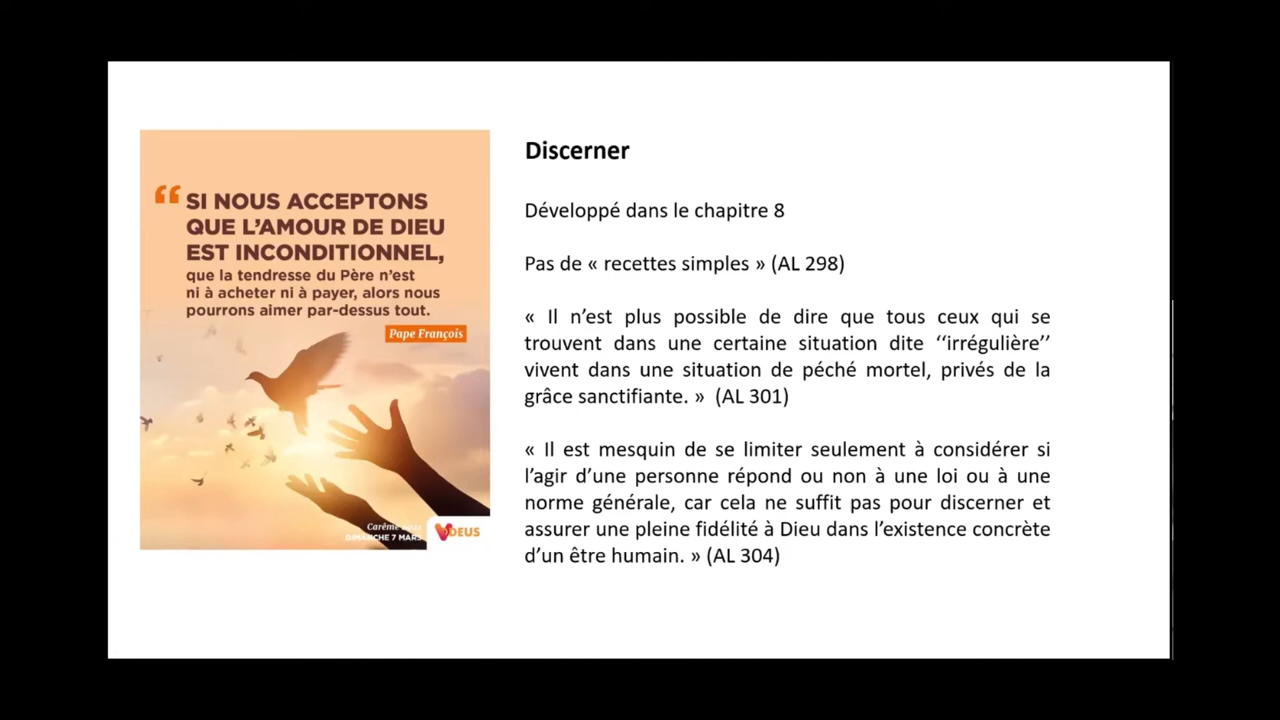 “ SI NOUS ACCEPTONS
QUE L’AMOUR DE DIEU
EST INCONDITIONNEL,
que la tendresse du Père n’est
ni à acheter ni à payer, alors nous
pourrons aimer par-dessus tout.
Pape François
Carême
DIMANCHE 7 MARS
DEUS
Discerner
Développé dans le chapitre 8
Pas de « recettes simples » (AL 298)
« Il n’est plus possible de dire que tous ceux qui se
trouvent dans une certaine situation dite ‘‘irrégulière’’
vivent dans une situation de péché mortel, privés de la
grâce sanctifiante. » (AL 301)
« Il est mesquin de se limiter seulement à considérer si
l’agir d’une personne répond ou non à une loi ou à une
norme générale, car cela ne suffit pas pour discerner et
assurer une pleine fidélité à Dieu dans l’existence concrète
d’un être humain. » (AL 304)